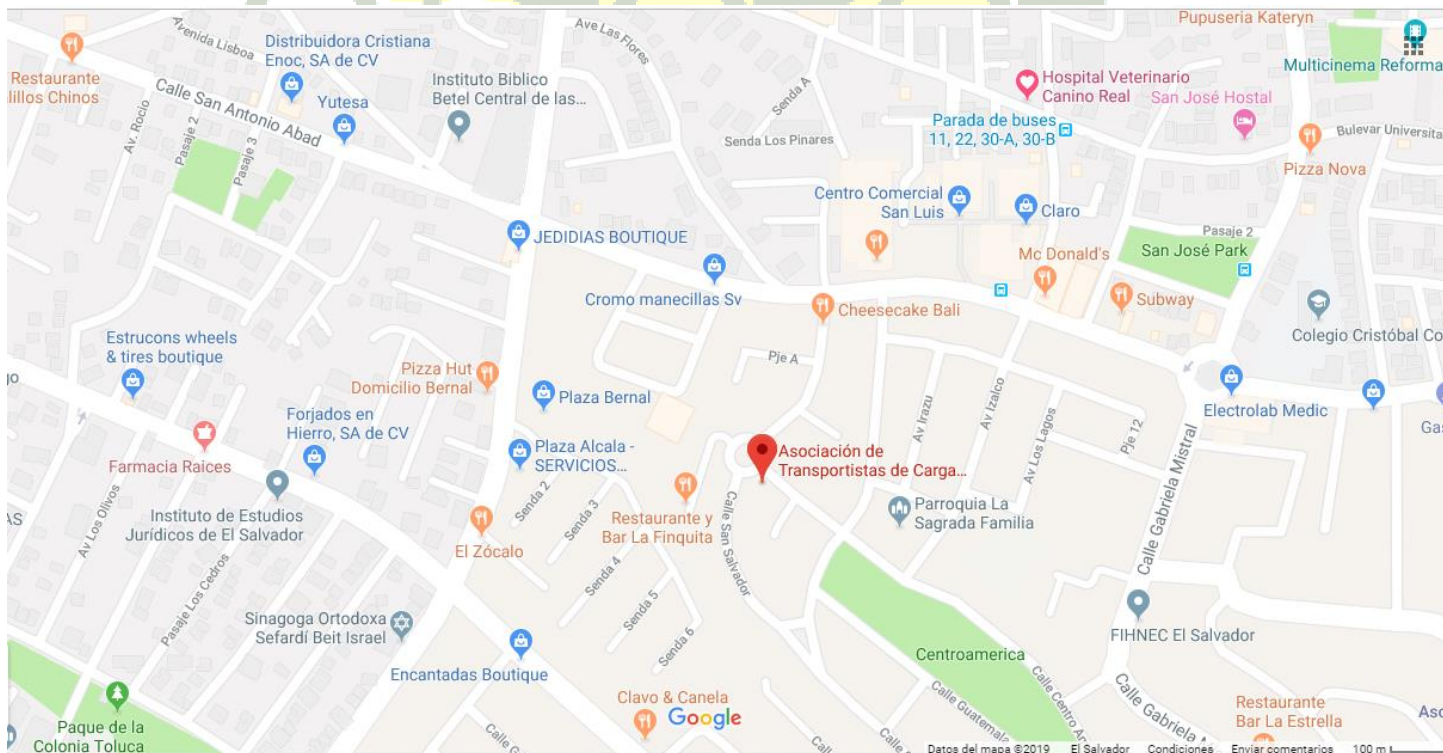 Pupuseria Kateryn
Avenida Lisboa
Distribuidora Cristiana
Enoc, SA de CV
Ave Las Flores
Multicinema Reforma
Restaurante
lillos Chinos
Instituto Biblico
Betel Central de las...
Senda A
Hospital Veterinario
Canino Real
San José Hostal
Calle San Antonio Abad
Yutesa
Parada de buses
11, 22, 30-A, 30-B
Av. Rocio
Pasaje 2
Pasaje 3
Senda Los Pinares
Bulevar Universita
Pizza Nova
Centro Comercial
San Luis
Claro
Pasaje 2
JEDIDIAS BOUTIQUE
Mc Donald's
San José Park
Cromo manecillas Sv
Cheesecake Bali
Subway
Colegio Cristóbal Co
Estrucons wheels
& tires boutique
Pje A
Pizza Hut
Domicilio Bernal
go
Plaza Bernal
Av Irazu
Av Izalco
Av Los Lagos
Pje 12
Electrolab Medic
Gas
Forjados en
Hierro, SA de CV
Farmacia Raices
Plaza Alcala -
SERVICIOS...
Asociación de
Transportistas de Carga...
Calle Gabriela Mistral
Instituto de Estudios
Jurídicos de El Salvador
AS
Av Los Olivos
Senda 2
Senda 3
Restaurante y
Bar La Finquita
Parroquia La
Sagrada Familia
El Zócalo
Calle San Salvador
Pasaje Los Cedros
Senda 4
Senda 5
Senda 6
Sinagoga Ortodoxa
Sefardí Beit Israel
FIHNEC El Salvador
Centroamerica
Encantadas Boutique
Clavo & Canela
Google
Calle Guatemala
Calle Centro Am
Calle Gabriela M
Restaurante
Bar La Estrella
Aso
Paque de la
Colonia Toluca
Calle
Calle G
Datos del mapa ©2019 El Salvador Condiciones Enviar comentarios 100 m